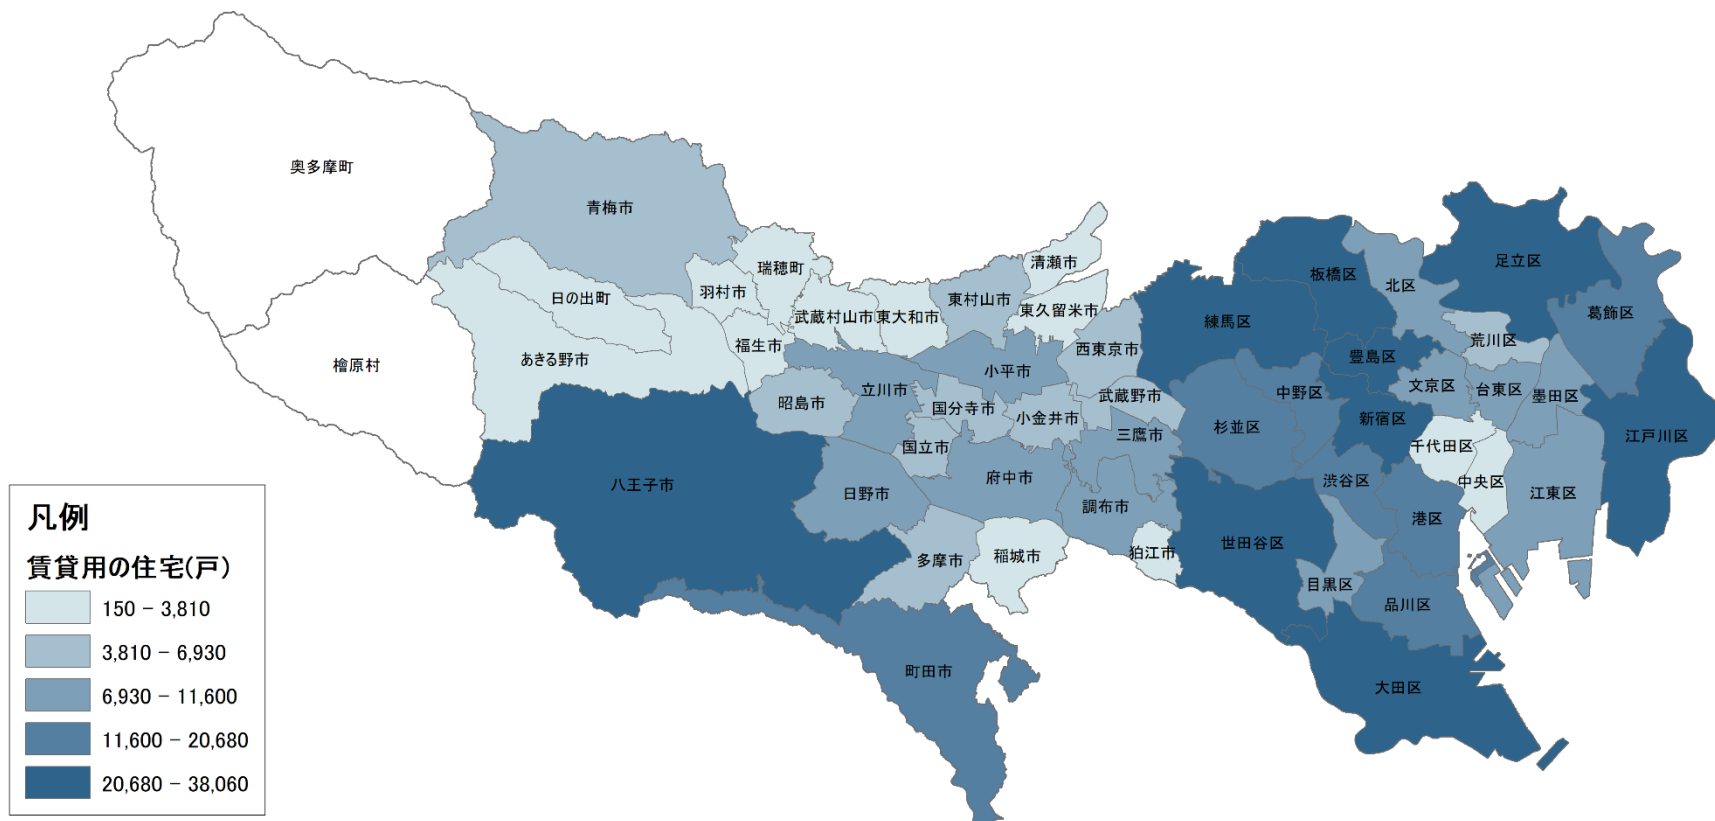 奥多摩町
青梅市
檜原村
日の出町
あきる野市
瑞穂町
羽村市
福生市
武蔵村山市
東大和市
東村山市
清瀬市
東久留米市
西東京市
昭島市
立川市
小平市
国分寺市
小金井市
武蔵野市
三鷹市
国立市
八王子市
日野市
府中市
調布市
多摩市
稲城市
狛江市
町田市
板橋区
練馬区
北区
足立区
葛飾区
荒川区
豊島区
文京区
台東区
墨田区
中野区
杉並区
新宿区
千代田区
中央区
江東区
江戸川区
渋谷区
港区
世田谷区
目黒区
品川区
大田区
凡例
賃貸用の住宅(戸)
150 - 3,810
3,810 - 6,930
6,930 - 11,600
11,600 - 20,680
20,680 - 38,060